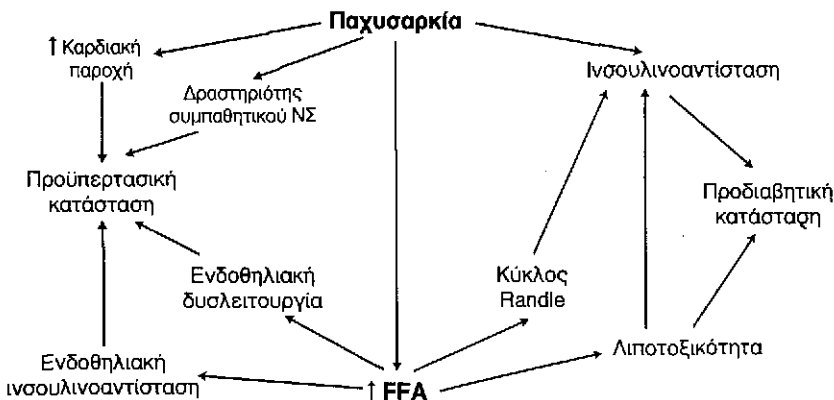 Παχυσαρκία
↑ Καρδιακή
παροχή
Δραστηριότης
συμπαθητικού ΝΣ
Ινσουλινοαντίσταση
Προϋπερτασική
κατάσταση
Προδιαβητική
κατάσταση
Ενδοθηλιακή
δυσλειτουργία
Κύκλος
Randle
Ενδοθηλιακή
ινσουλινοαντίσταση
↑ FFA
Λιποτοξικότητα